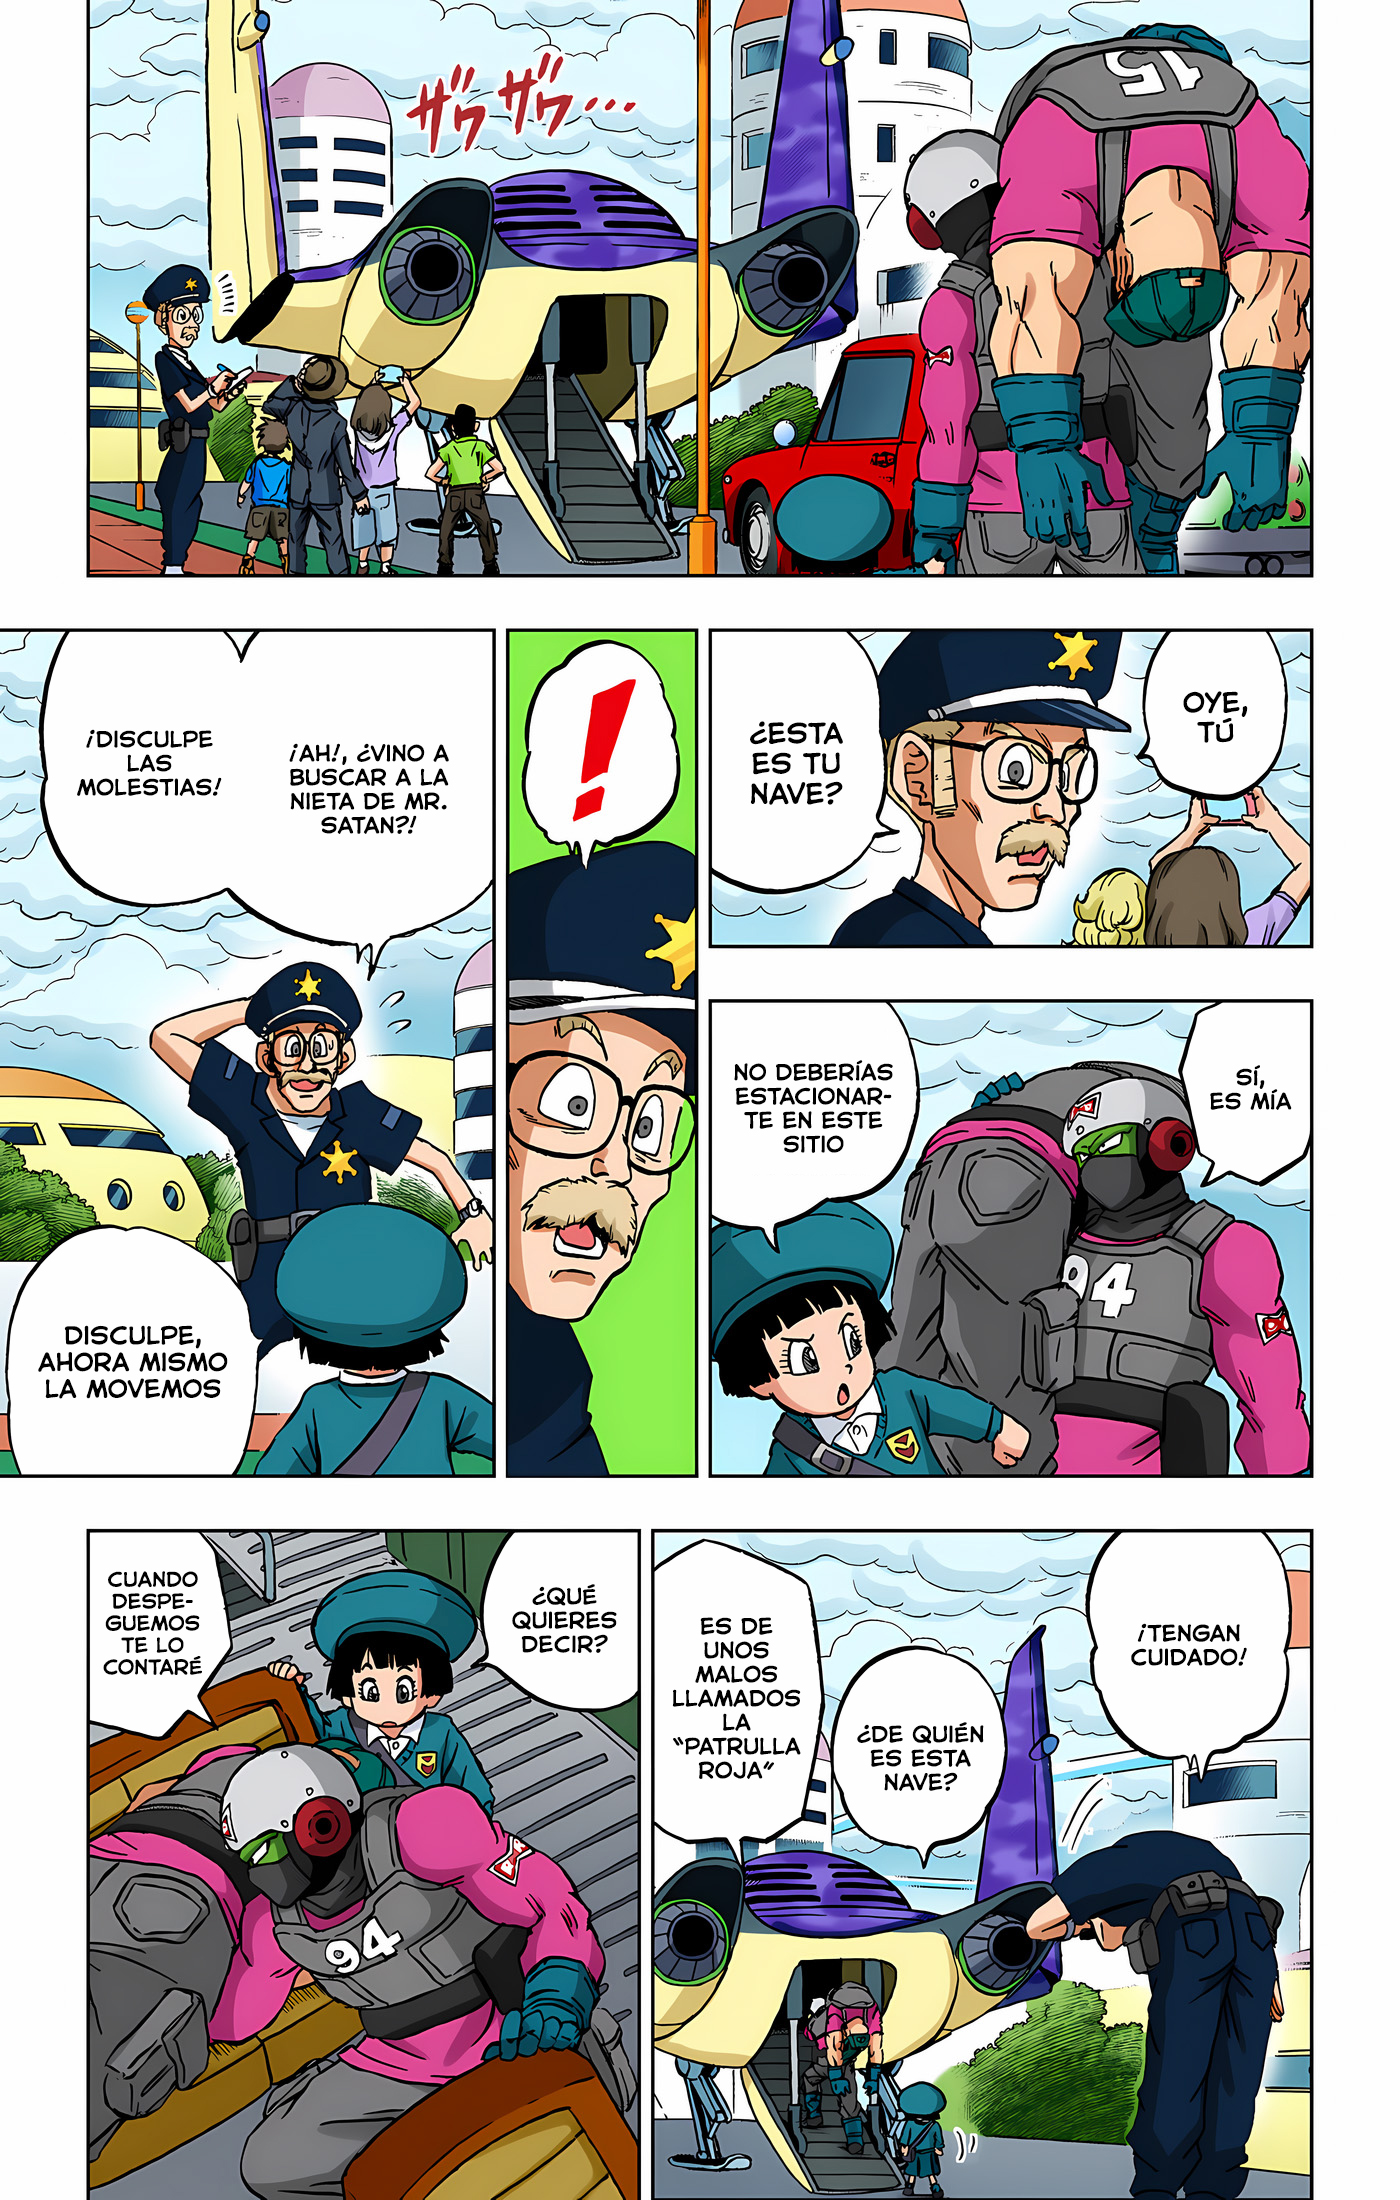 ザワザワ…
15
OYE,
TÚ
¿ESTA
ES TU
NAVE?
SÍ,
ES MÍA
94
NO DEBERÍAS
ESTACIONAR-
TE EN ESTE
SITIO
!
¡AH!, ¿VINO A
BUSCAR A LA
NIETA DE MR.
SATAN?!
¡DISCULPE
LAS
MOLESTIAS!
DISCULPE,
AHORA MISMO
LA MOVEMOS
¡TENGAN
CUIDADO!
¿DE QUIÉN
ES ESTA
NAVE?
ES DE
UNOS
MALOS
LLAMADOS
LA
"PATRULLA
ROJA"
¿QUÉ
QUIERES
DECIR?
CUANDO
DESPE-
GUEMOS
TE LO
CONTARÉ
94